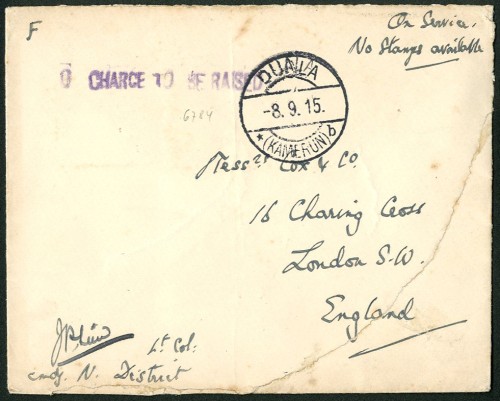 F
On Service.
No Stamps available
O CHARGE TO BE RAISED
DUALA
-8.9.15.
*(KAMERUN) b
6784
Messrs Cox & Co.
16 Charing Cross
London S.W.
England
Lt Col:
cmdg. N. District